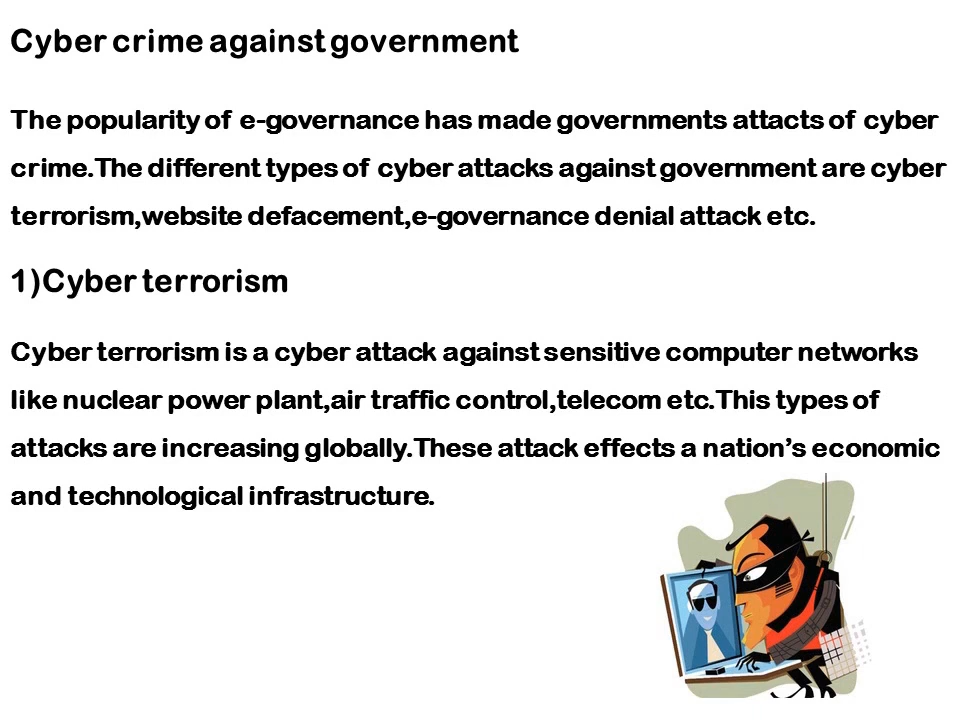 Cyber crime against government
The popularity of e-governance has made governments attacts of cyber
crime.The different types of cyber attacks against government are cyber
terrorism,website defacement,e-governance denial attack etc.
1)Cyber terrorism
Cyber terrorism is a cyber attack against sensitive computer networks
like nuclear power plant,air traffic control,telecom etc.This types of
attacks are increasing globally.These attack effects a nation’s economic
and technological infrastructure.